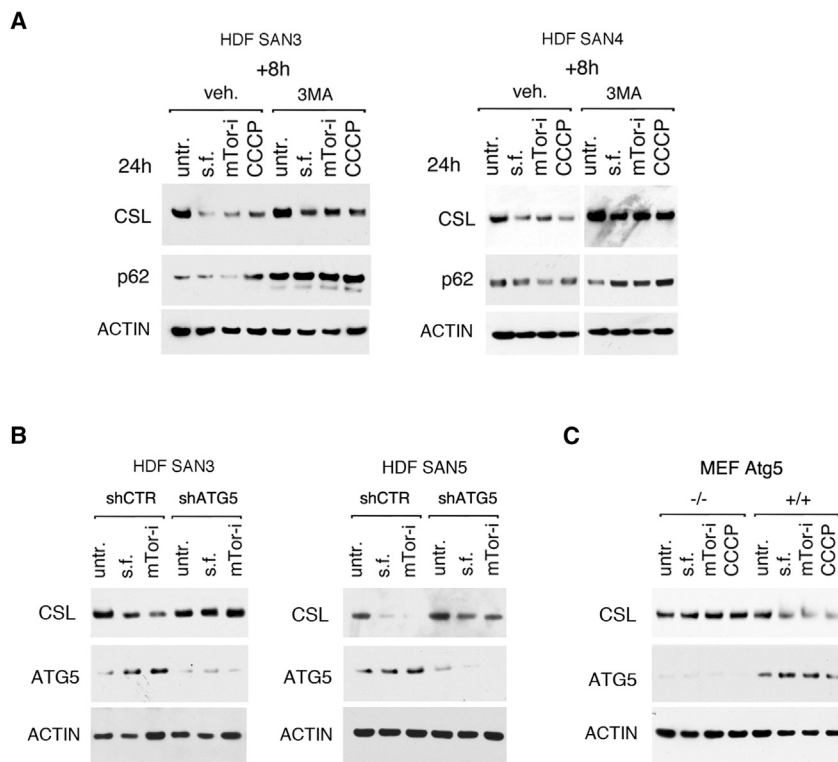 A
HDF SAN3
+8h
veh. 3MA
24h untr. s.f. mTor-i CCCP untr. s.f. mTor-i CCCP
CSL
p62
ACTIN
HDF SAN4
+8h
veh. 3MA
24h untr. s.f. mTor-i CCCP untr. s.f. mTor-i CCCP
CSL
p62
ACTIN
B
HDF SAN3
shCTR shATG5
untr. s.f. mTor-i untr. s.f. mTor-i
CSL
ATG5
ACTIN
HDF SAN5
shCTR shATG5
untr. s.f. mTor-i untr. s.f. mTor-i
CSL
ATG5
ACTIN
C
MEF Atg5
-/- +/+
untr. s.f. mTor-i CCCP untr. s.f. mTor-i CCCP
CSL
ATG5
ACTIN